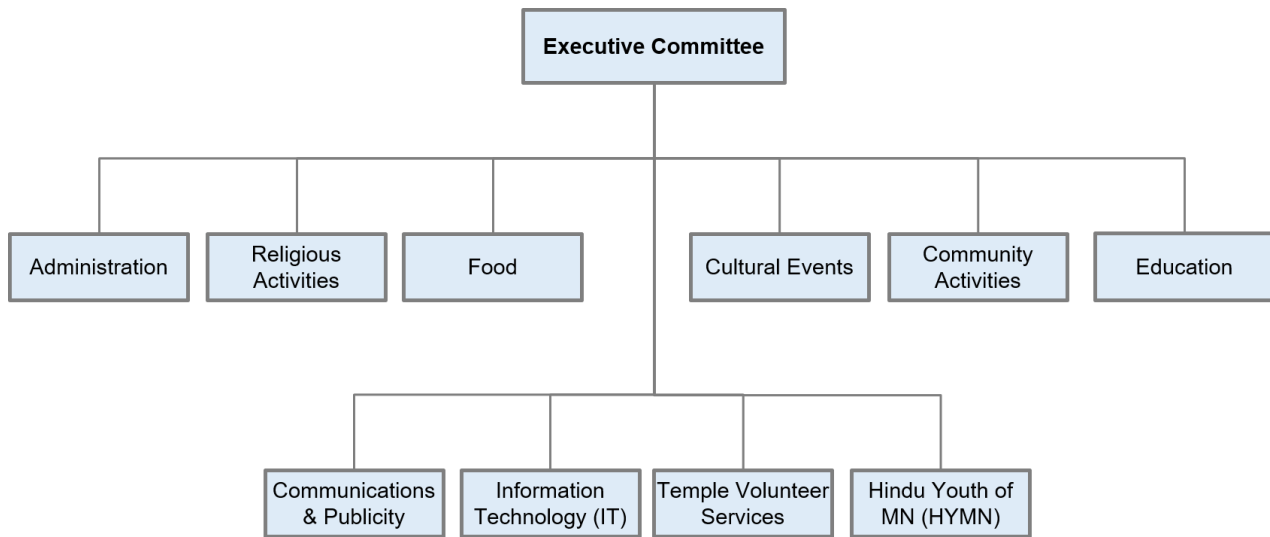 Executive Committee
Administration
Religious
Activities
Food
Cultural Events
Community
Activities
Education
Communications
& Publicity
Information
Technology (IT)
Temple Volunteer
Services
Hindu Youth of
MN (HYMN)